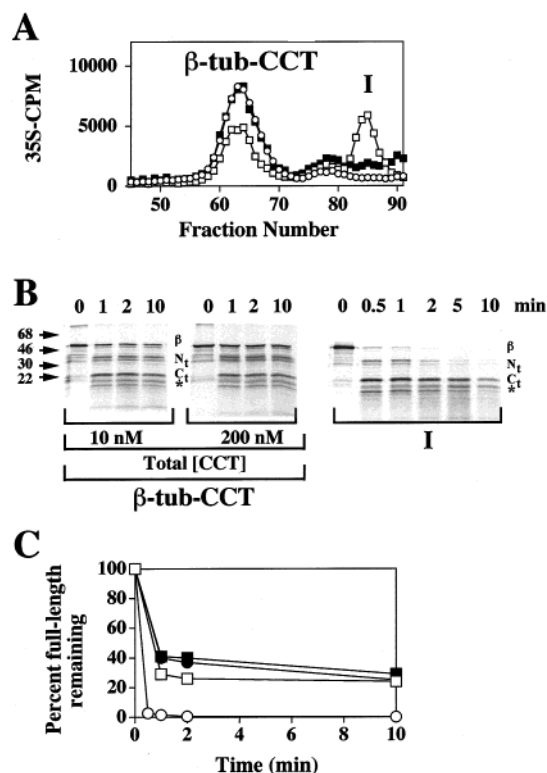 A
β-tub-CCT
I
35S-CPM
10000
5000
0
50 60 70 80 90
Fraction Number
B
0 1 2 10 0 1 2 10 0 0.5 1 2 5 10 min
68
46
30
22
β
Nt
Ct
*
β
Nt
Ct
*
10 nM 200 nM I
Total [CCT]
β-tub-CCT
C
Percent full-length remaining
100
80
60
40
20
0
0 2 4 6 8 10
Time (min)